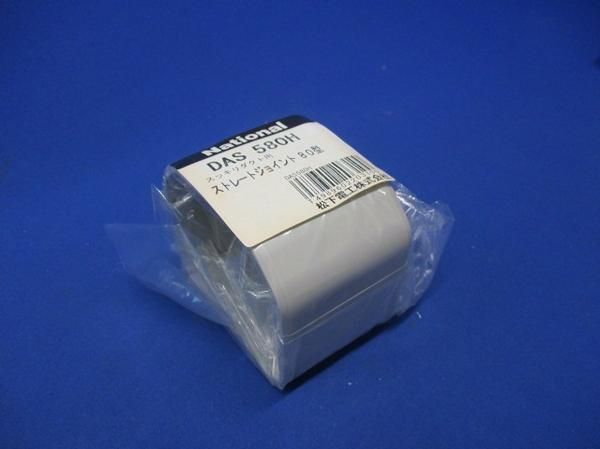 National
DAS 580H
スッキリダクト用
ストレートジョイント 80型
DAS580H
松下電工株式会